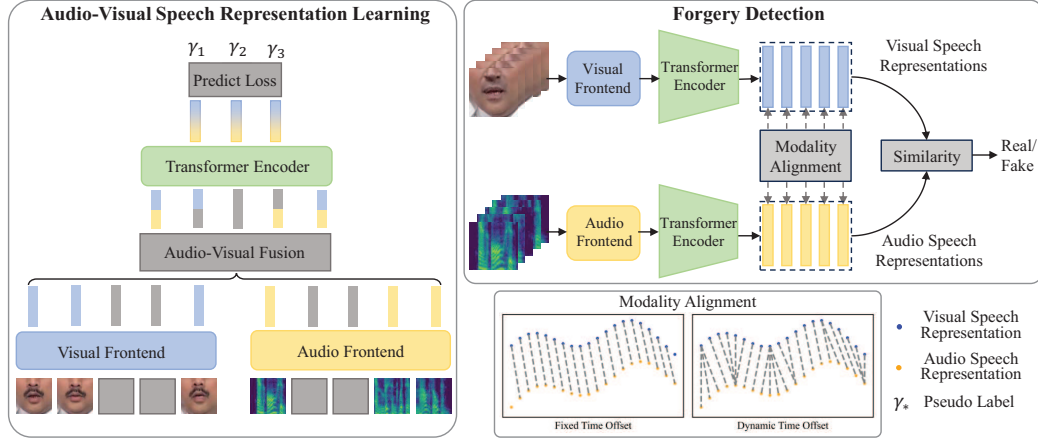 Audio-Visual Speech Representation Learning
γ1 γ2 γ3
Predict Loss
Transformer Encoder
Audio-Visual Fusion
Visual Frontend
Audio Frontend
Forgery Detection
Visual
Frontend
Transformer
Encoder
Visual Speech
Representations
Modality
Alignment
Similarity
Real/
Fake
Audio
Frontend
Transformer
Encoder
Audio Speech
Representations
Modality Alignment
Fixed Time Offset
Dynamic Time Offset
Visual Speech
Representation
Audio Speech
Representation
γ* Pseudo Label